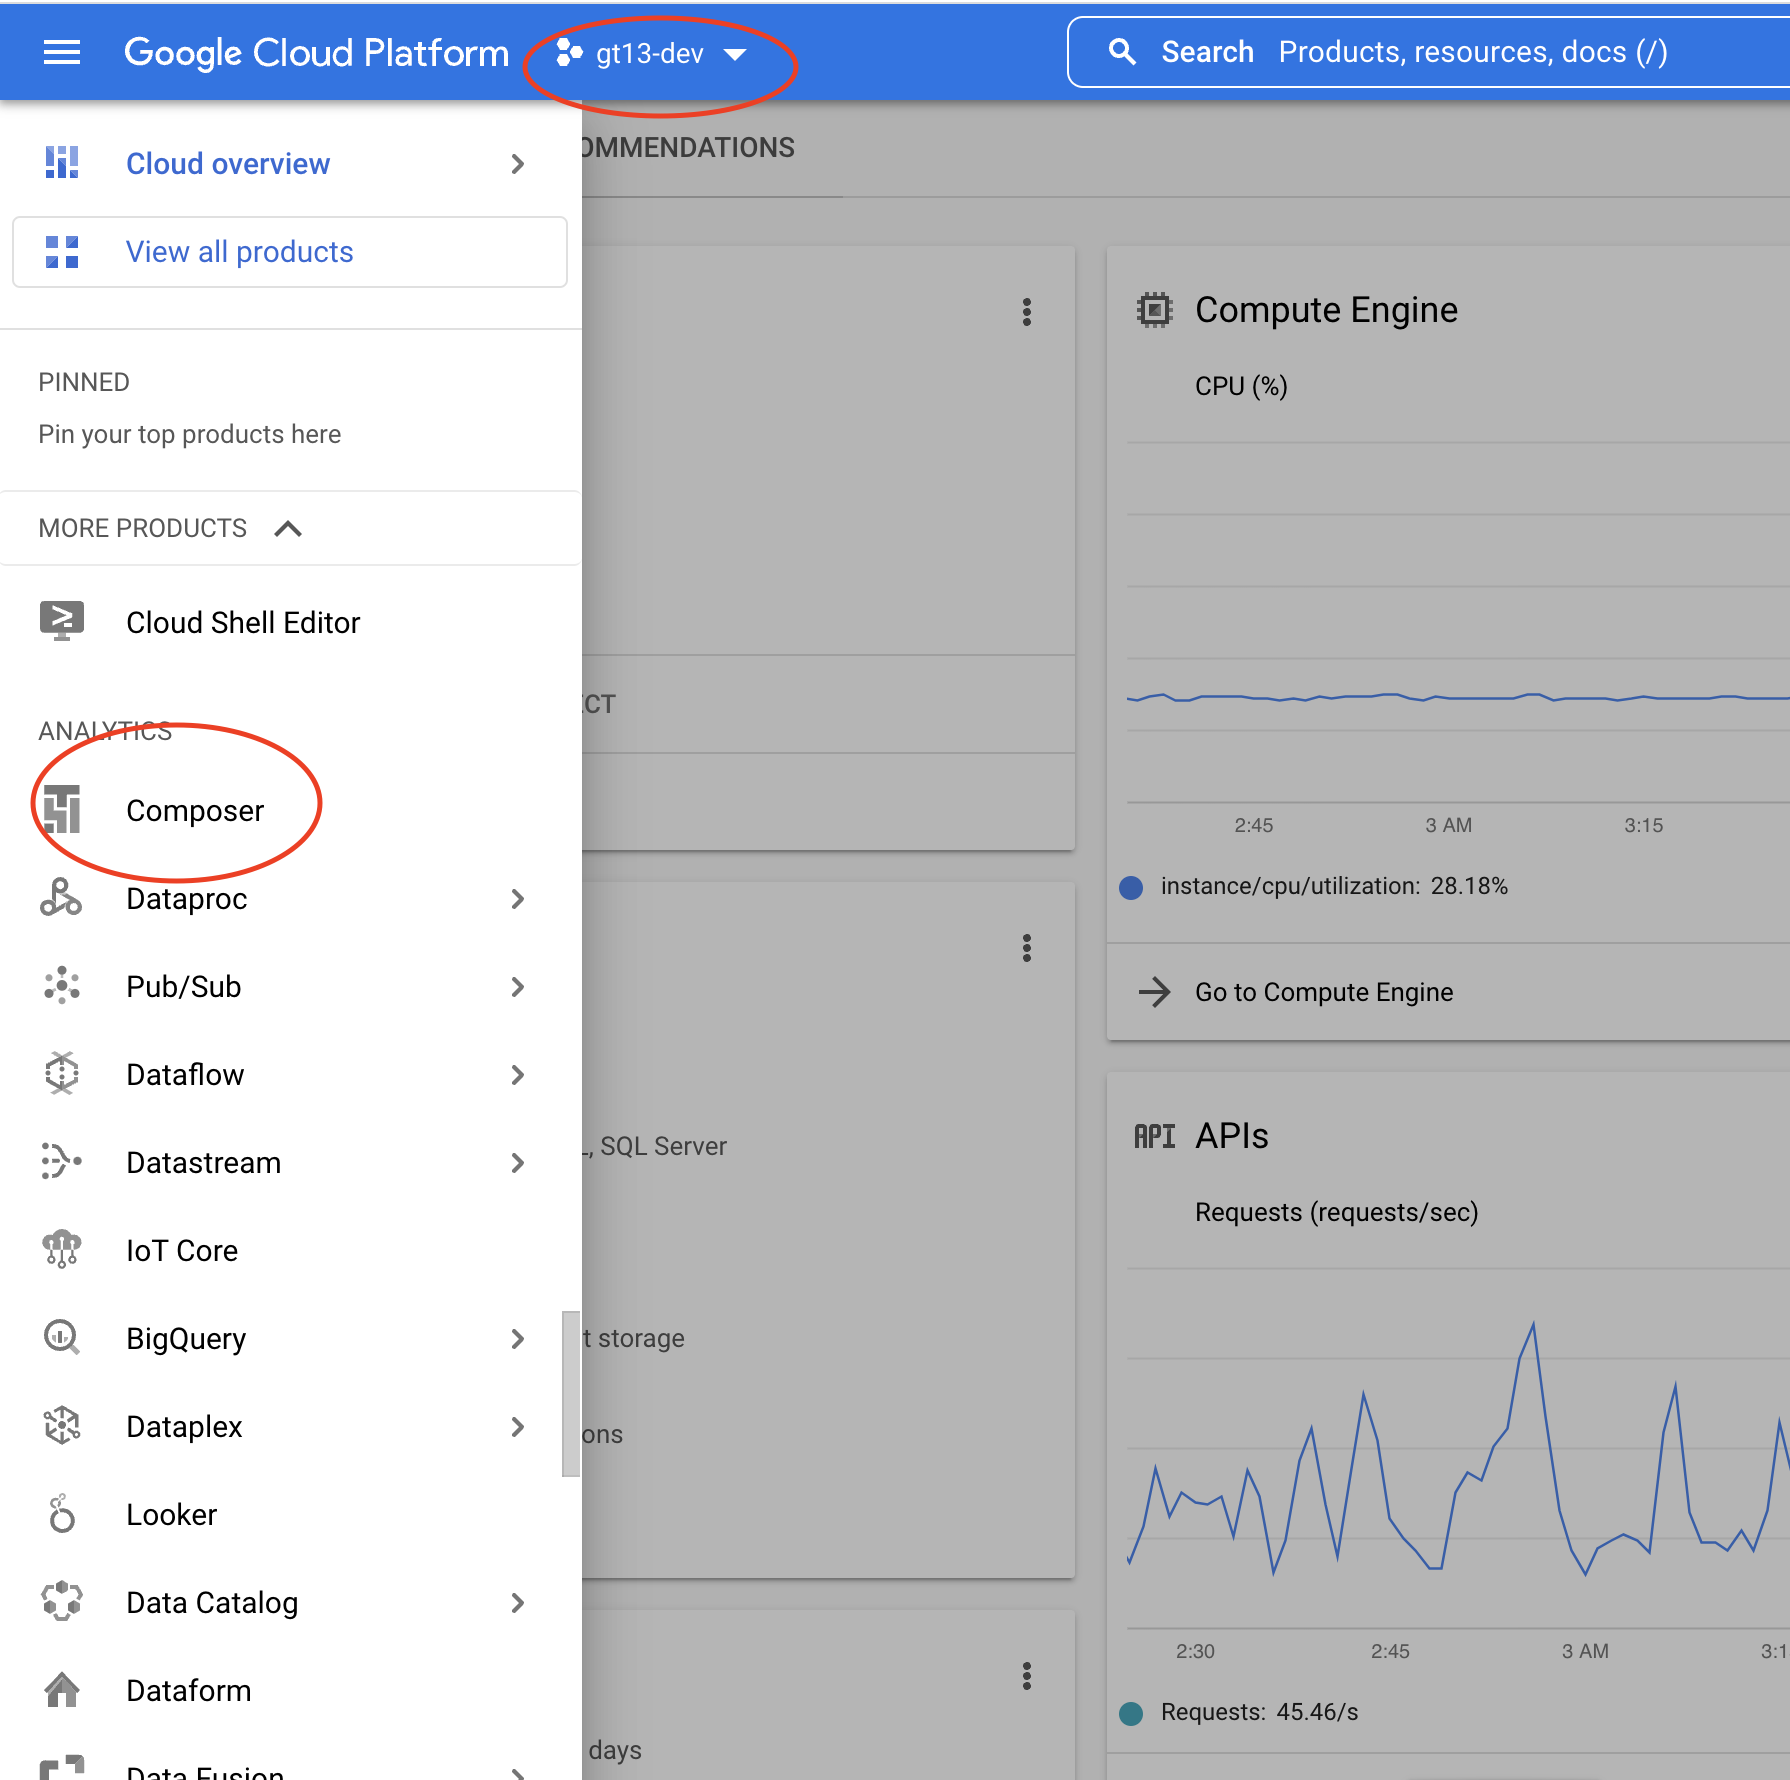 Google Cloud Platform
gt13-dev
Search Products, resources, docs (/)
Cloud overview
View all products
PINNED
Pin your top products here
MORE PRODUCTS
Cloud Shell Editor
ANALYTICS
Composer
Dataproc
Pub/Sub
Dataflow
Datastream
IoT Core
BigQuery
Dataplex
Looker
Data Catalog
Dataform
Data Fusion
OMMENDATIONS
ECT
L, SQL Server
t storage
ons
days
Compute Engine
CPU (%)
2:45 3 AM 3:15
instance/cpu/utilization: 28.18%
Go to Compute Engine
API APIs
Requests (requests/sec)
2:30 2:45 3 AM 3:1
Requests: 45.46/s